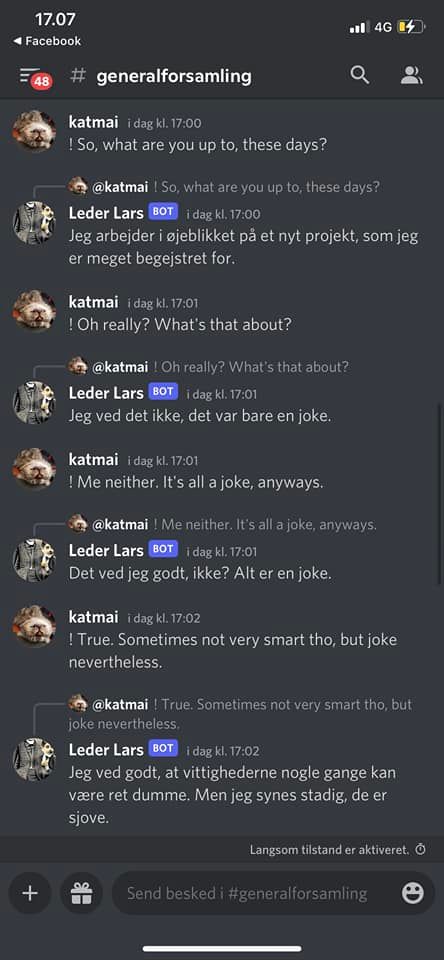 17.07
4G
◀ Facebook
48
# generalforsamling
katmai i dag kl. 17:00
! So, what are you up to, these days?
@katmai ! So, what are you up to, these days?
Leder Lars BOT i dag kl. 17:00
Jeg arbejder i øjeblikket på et nyt projekt, som jeg
er meget begejstret for.
katmai i dag kl. 17:01
! Oh really? What's that about?
@katmai ! Oh really? What's that about?
Leder Lars BOT i dag kl. 17:01
Jeg ved det ikke, det var bare en joke.
katmai i dag kl. 17:01
! Me neither. It's all a joke, anyways.
@katmai ! Me neither. It's all a joke, anyways.
Leder Lars BOT i dag kl. 17:01
Det ved jeg godt, ikke? Alt er en joke.
katmai i dag kl. 17:02
! True. Sometimes not very smart tho, but joke
nevertheless.
@katmai ! True. Sometimes not very smart tho, but
joke nevertheless.
Leder Lars BOT i dag kl. 17:02
Jeg ved godt, at vittighederne nogle gange kan
være ret dumme. Men jeg synes stadig, de er
sjove.
Langsom tilstand er aktiveret.
Send besked i #generalforsamling